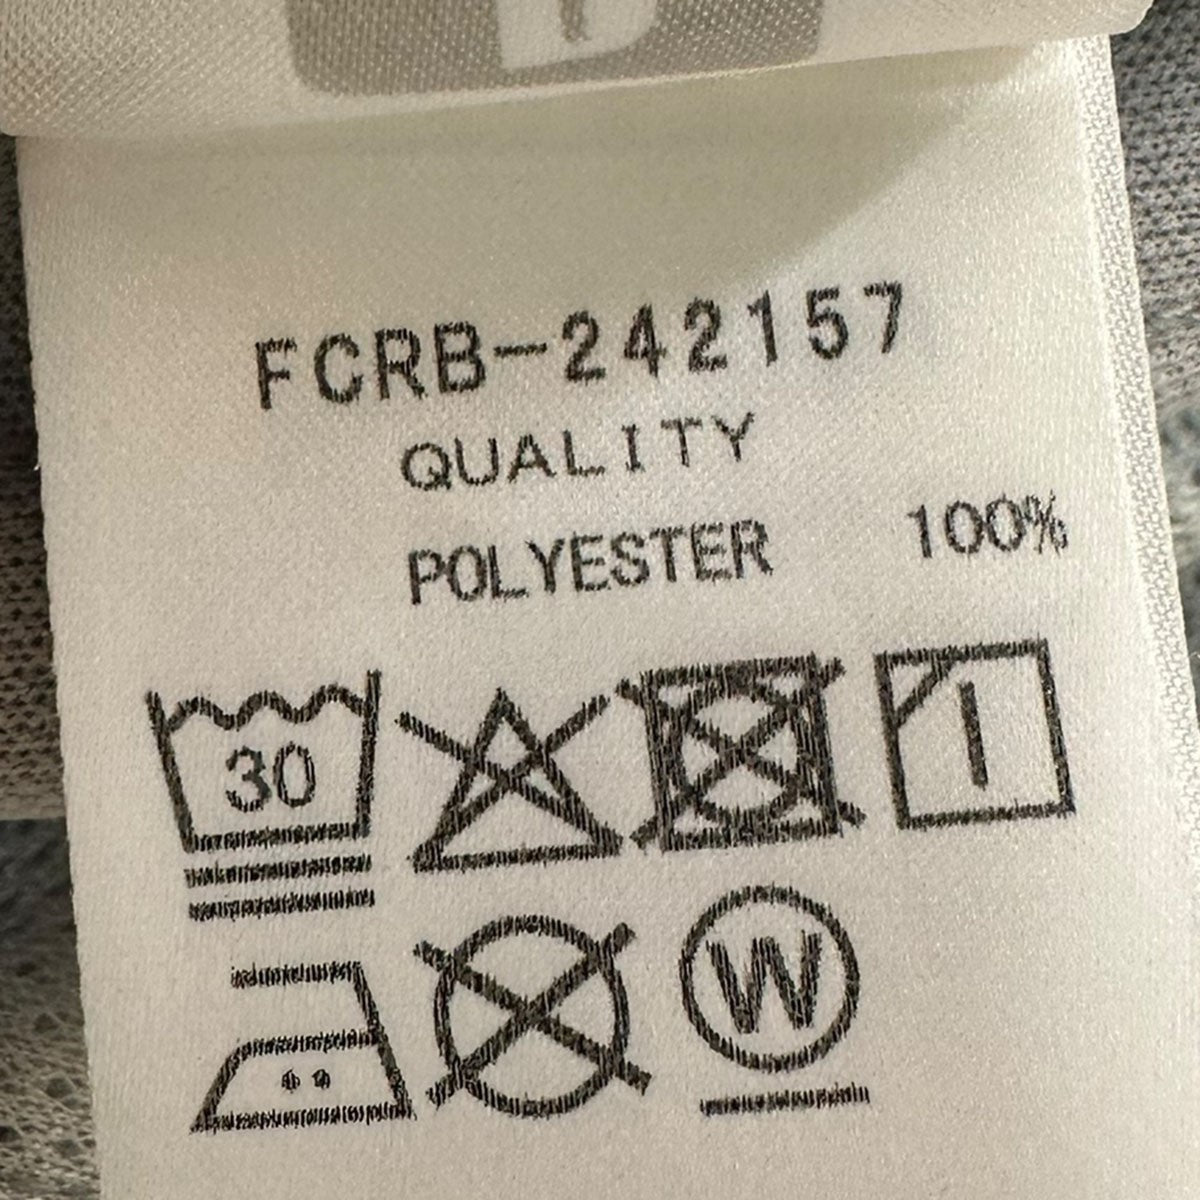 FCRB-242157
QUALITY
POLYESTER 100%
30
W